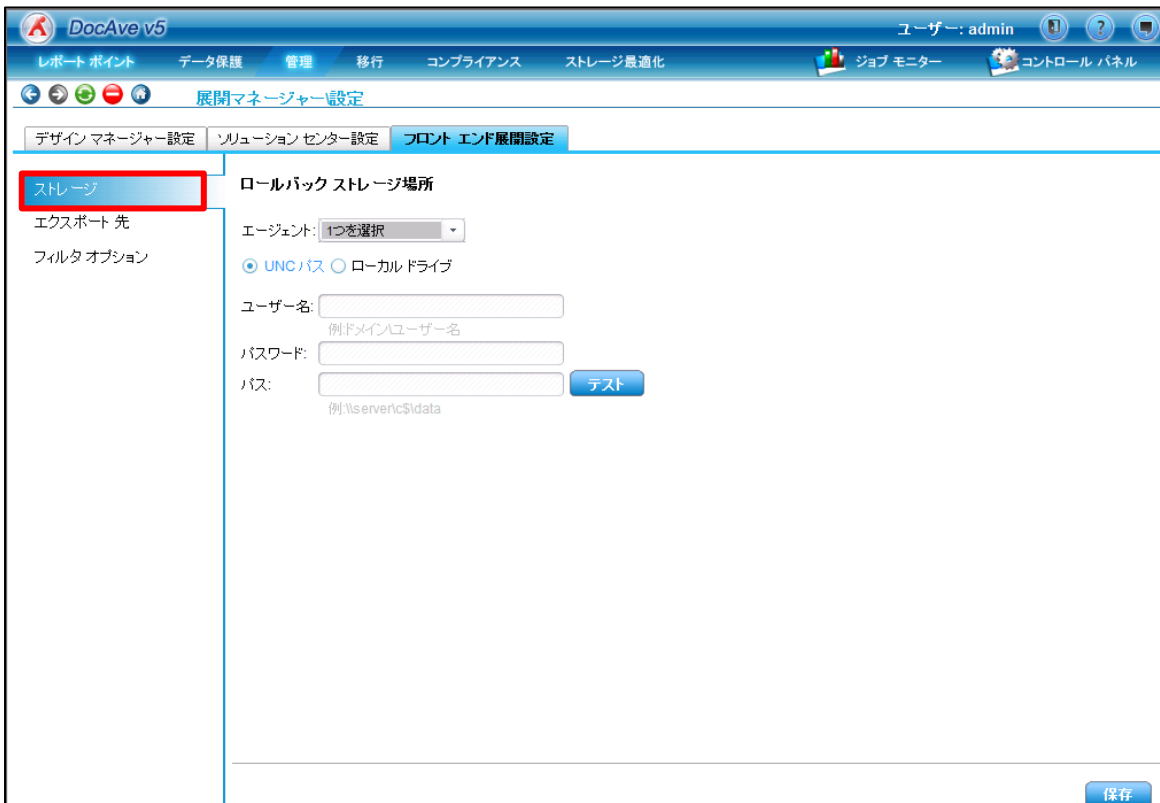 DocAve v5 ユーザー: admin ?
レポート ポイント データ保護 管理 移行 コンプライアンス ストレージ最適化 ジョブ モニター コントロール パネル
展開マネージャー\設定
デザイン マネージャー設定 ソリューション センター設定 フロント エンド展開設定
ストレージ
エクスポート 先
フィルタ オプション
ロールバック ストレージ場所
エージェント: 1つを選択
UNC パス ローカル ドライブ
ユーザー名:
例:ドメイン\ユーザー名
パスワード:
パス: テスト
例:\\server\c$\data
保存